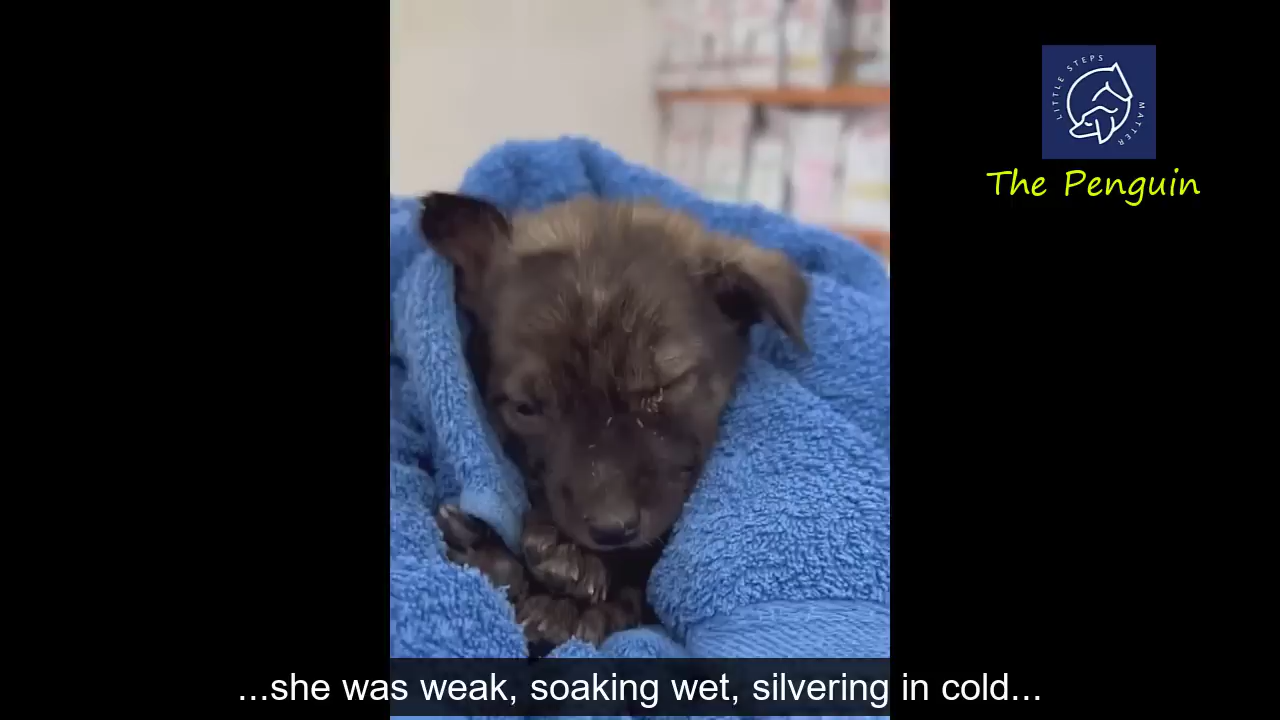 LITTLE STEPS
MATTER
The Penguin
...she was weak, soaking wet, silvering in cold...